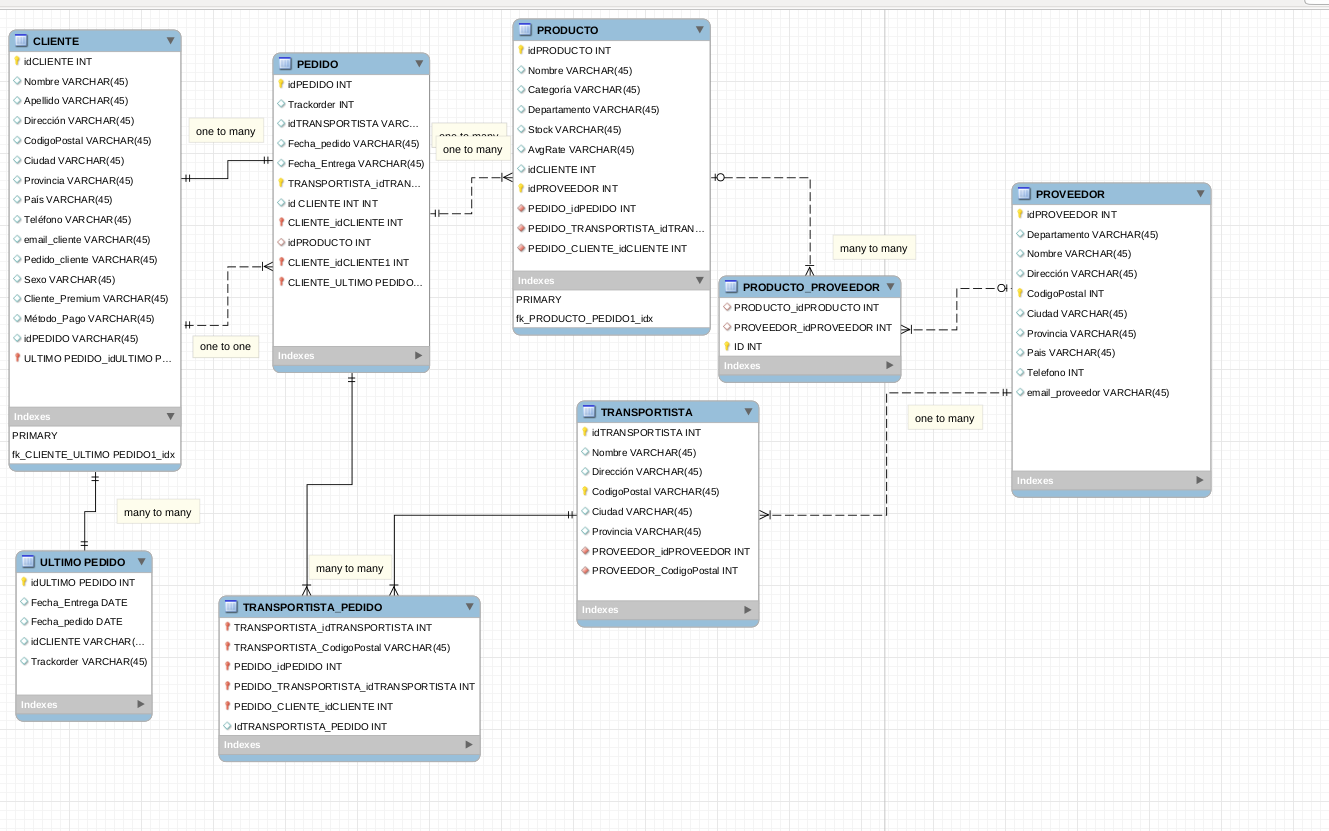 CLIENTE
idCLIENTE INT
Nombre VARCHAR(45)
Apellido VARCHAR(45)
Dirección VARCHAR(45)
CodigoPostal VARCHAR(45)
Ciudad VARCHAR(45)
Provincia VARCHAR(45)
Pais VARCHAR(45)
Teléfono VARCHAR(45)
email_cliente VARCHAR(45)
Pedido_cliente VARCHAR(45)
Sexo VARCHAR(45)
Cliente_Premium VARCHAR(45)
Método_Pago VARCHAR(45)
idPEDIDO VARCHAR(45)
ULTIMO PEDIDO_idULTIMO P...
Indexes
PRIMARY
fk_CLIENTE_ULTIMO PEDIDO1_idx
one to many
one to one
PEDIDO
idPEDIDO INT
Trackorder INT
idTRANSPORTISTA VARC...
Fecha_pedido VARCHAR(45)
Fecha_Entrega VARCHAR(45)
TRANSPORTISTA_idTRAN...
id CLIENTE INT INT
CLIENTE_idCLIENTE INT
idPRODUCTO INT
CLIENTE_idCLIENTE1 INT
CLIENTE_ULTIMO PEDIDO...
Indexes
one to many
one to many
PRODUCTO
idPRODUCTO INT
Nombre VARCHAR(45)
Categoria VARCHAR(45)
Departamento VARCHAR(45)
Stock VARCHAR(45)
AvgRate VARCHAR(45)
idCLIENTE INT
idPROVEEDOR INT
PEDIDO_idPEDIDO INT
PEDIDO_TRANSPORTISTA_idTRAN...
PEDIDO_CLIENTE_idCLIENTE INT
Indexes
PRIMARY
fk_PRODUCTO_PEDIDO1_idx
many to many
PRODUCTO_PROVEEDOR
PRODUCTO_idPRODUCTO INT
PROVEEDOR_idPROVEEDOR INT
ID INT
Indexes
PROVEEDOR
idPROVEEDOR INT
Departamento VARCHAR(45)
Nombre VARCHAR(45)
Dirección VARCHAR(45)
CodigoPostal INT
Ciudad VARCHAR(45)
Provincia VARCHAR(45)
Pais VARCHAR(45)
Telefono INT
email_proveedor VARCHAR(45)
Indexes
one to many
TRANSPORTISTA
idTRANSPORTISTA INT
Nombre VARCHAR(45)
Dirección VARCHAR(45)
CodigoPostal VARCHAR(45)
Ciudad VARCHAR(45)
Provincia VARCHAR(45)
PROVEEDOR_idPROVEEDOR INT
PROVEEDOR_CodigoPostal INT
Indexes
many to many
ULTIMO PEDIDO
idULTIMO PEDIDO INT
Fecha_Entrega DATE
Fecha_pedido DATE
idCLIENTE VARCHAR(...
Trackorder VARCHAR(45)
Indexes
many to many
TRANSPORTISTA_PEDIDO
TRANSPORTISTA_idTRANSPORTISTA INT
TRANSPORTISTA_CodigoPostal VARCHAR(45)
PEDIDO_idPEDIDO INT
PEDIDO_TRANSPORTISTA_idTRANSPORTISTA INT
PEDIDO_CLIENTE_idCLIENTE INT
IdTRANSPORTISTA_PEDIDO INT
Indexes